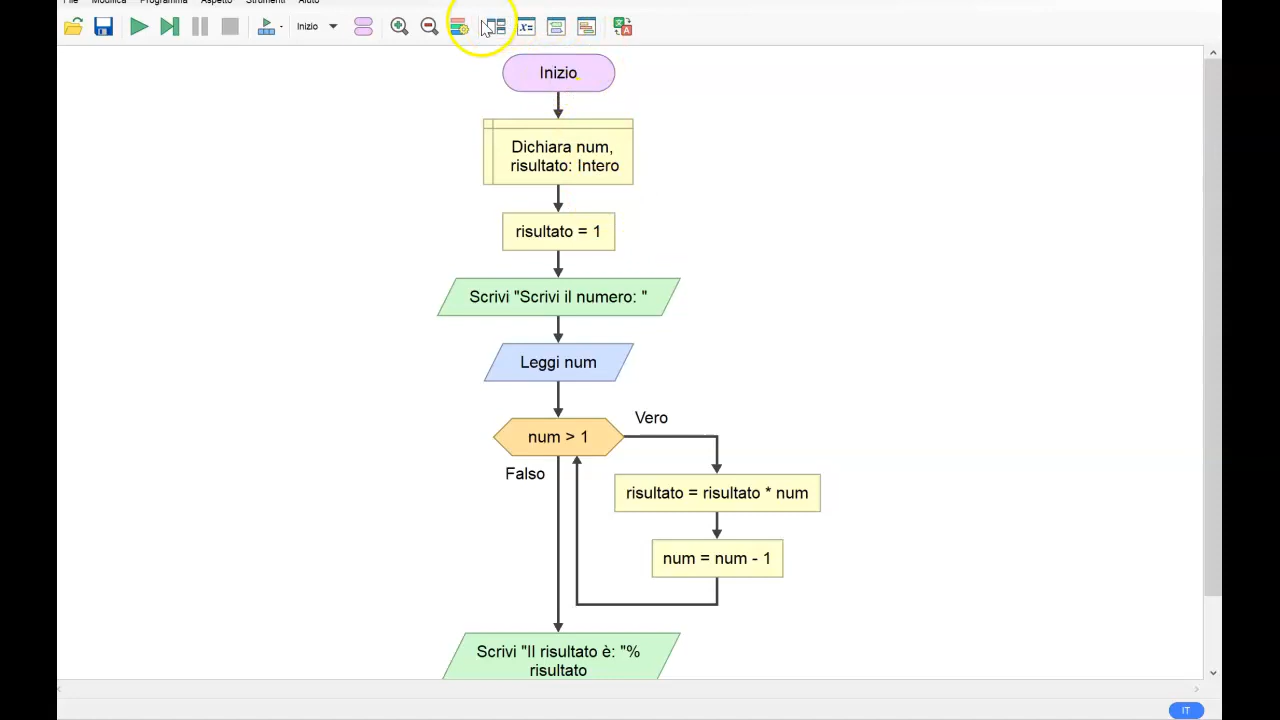 File Modifica Programma Aspetto Strumenti Aiuto
Inizio
x=
Inizio
Dichiara num,
risultato: Intero
risultato = 1
Scrivi "Scrivi il numero: "
Leggi num
Vero
num > 1
Falso
risultato = risultato * num
num = num - 1
Scrivi "Il risultato è: "%
risultato
IT